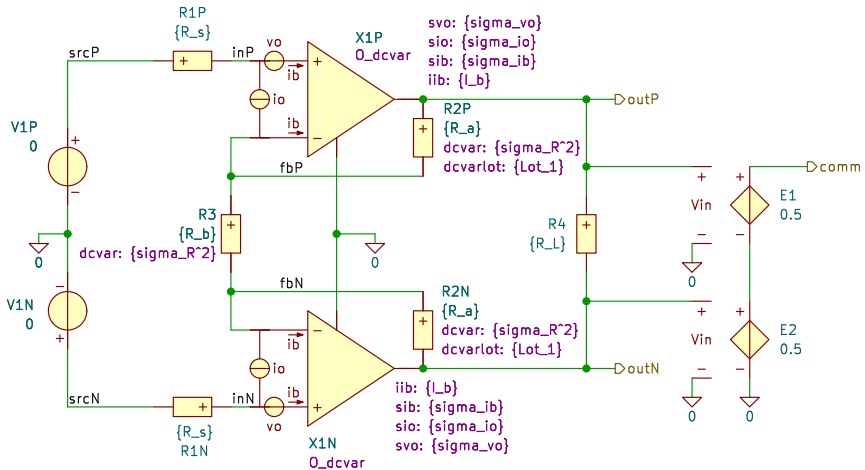 R1P
{R_s}
srcP
inP
vo
X1P
O_dcvar
svo: {sigma_vo}
sio: {sigma_io}
sib: {sigma_ib}
iib: {I_b}
+
+
ib
io
ib
−
outP
V1P
0
+
−
R2P
+
{R_a}
dcvar: {sigma_R^2}
dcvarlot: {Lot_1}
fbP
comm
+
+
E1
0.5
Vin
−
−
0
R3
+
{R_b}
dcvar: {sigma_R^2}
R4
+
{R_L}
0
0
fbN
V1N
0
−
+
R2N
+
{R_a}
dcvar: {sigma_R^2}
dcvarlot: {Lot_1}
+
+
E2
0.5
Vin
−
−
0
0
−
ib
io
ib
+
outN
srcN
inN
+
{R_s}
R1N
vo
iib: {I_b}
sib: {sigma_ib}
sio: {sigma_io}
svo: {sigma_vo}
X1N
O_dcvar